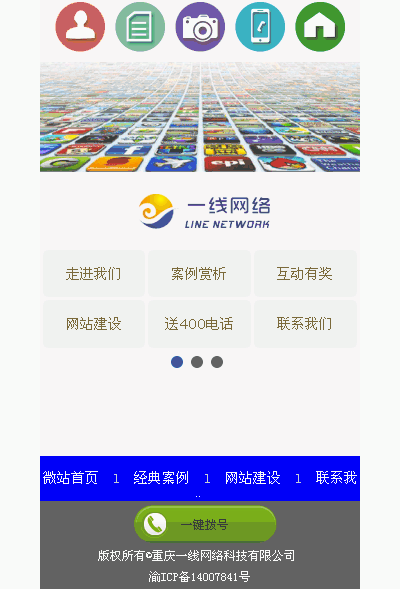 一线网络
LINE NETWORK
走进我们 案例赏析 互动有奖
网站建设 送400电话 联系我们
微站首页 1 经典案例 1 网站建设 1 联系我
..
一键拨号
版权所有©重庆一线网络科技有限公司
渝ICP备14007841号